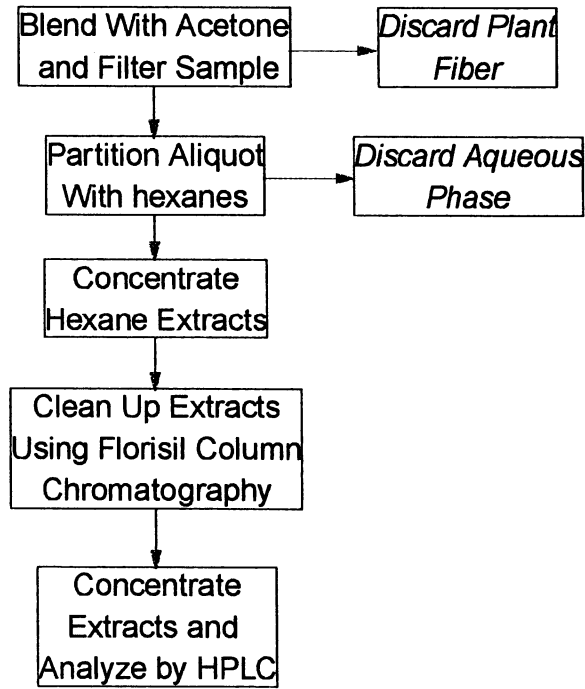 Blend With Acetone
and Filter Sample
Discard Plant
Fiber
Partition Aliquot
With hexanes
Discard Aqueous
Phase
Concentrate
Hexane Extracts
Clean Up Extracts
Using Florisil Column
Chromatography
Concentrate
Extracts and
Analyze by HPLC